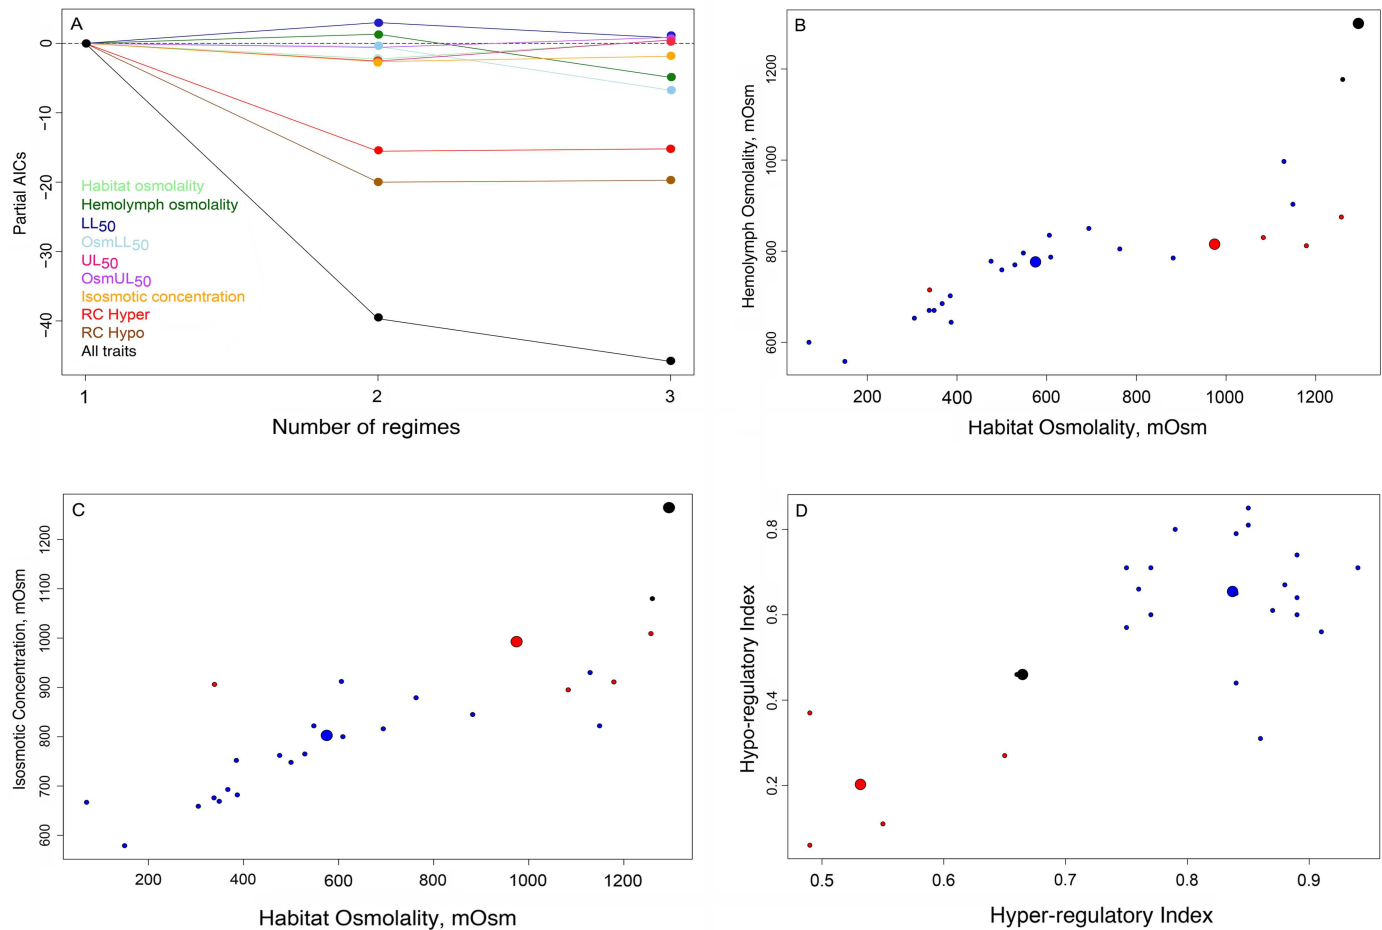 A
0
−10
−20
−30
−40
Partial AICs
Habitat osmolality
Hemolymph osmolality
LL50
OsmLL50
UL50
OsmUL50
Isosmotic concentration
RC Hyper
RC Hypo
All traits
1 2 3
Number of regimes
B
1200
1000
800
600
Hemolymph Osmolality, mOsm
200 400 600 800 1000 1200
Habitat Osmolality, mOsm
C
1200
1100
1000
900
800
700
600
Isosmotic Concentration, mOsm
200 400 600 800 1000 1200
Habitat Osmolality, mOsm
D
0.8
0.6
0.4
0.2
Hypo-regulatory Index
0.5 0.6 0.7 0.8 0.9
Hyper-regulatory Index